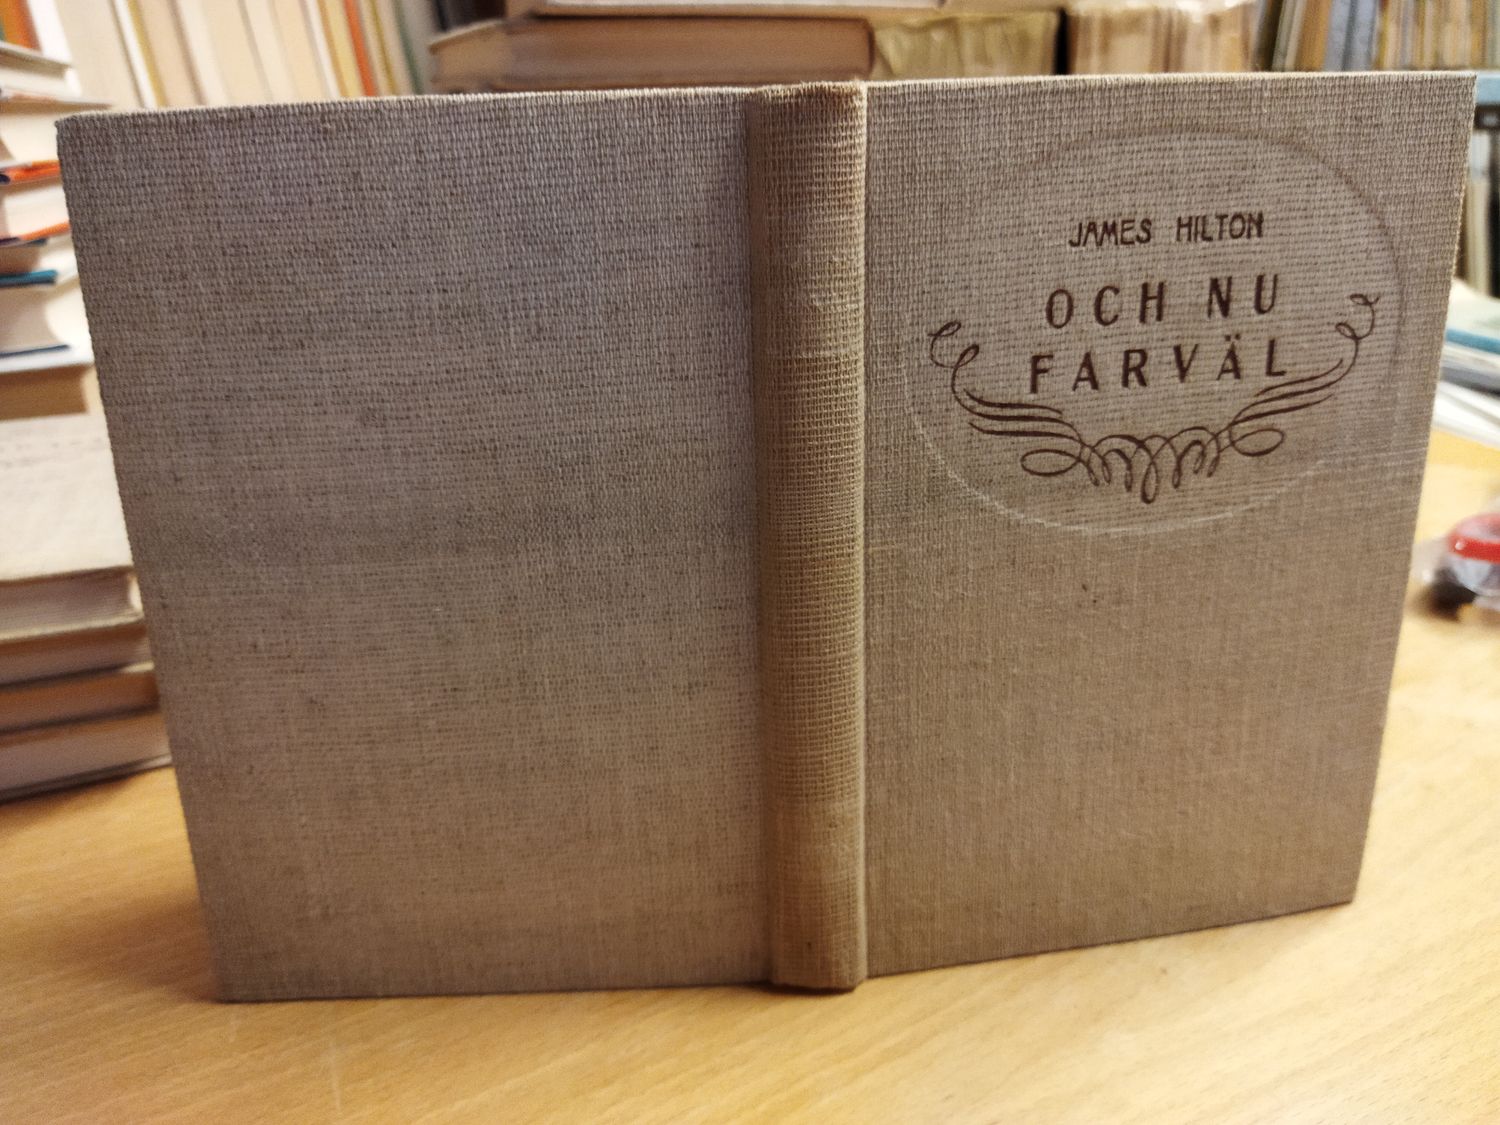 JAMES HILTON
OCH NU
FARVÄL